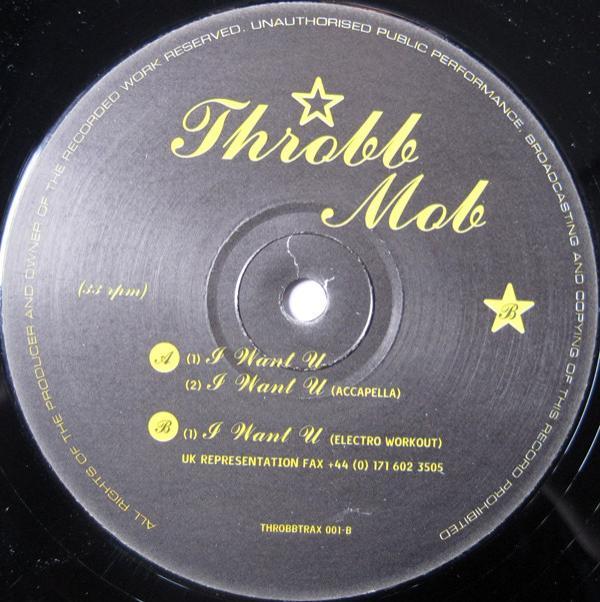 ALL RIGHTS OF THE PRODUCER AND OWNER OF THE RECORDED WORK RESERVED. UNAUTHORISED PUBLIC PERFORMANCE, BROADCASTING AND COPYING OF THIS RECORD PROHIBITED
Throbb
Mob
(33 rpm)
B
A (1) I Want U
(2) I Want U (ACCAPELLA)
B (1) I Want U (ELECTRO WORKOUT)
UK REPRESENTATION FAX +44 (0) 171 602 3505
THROBBTRAX 001-B